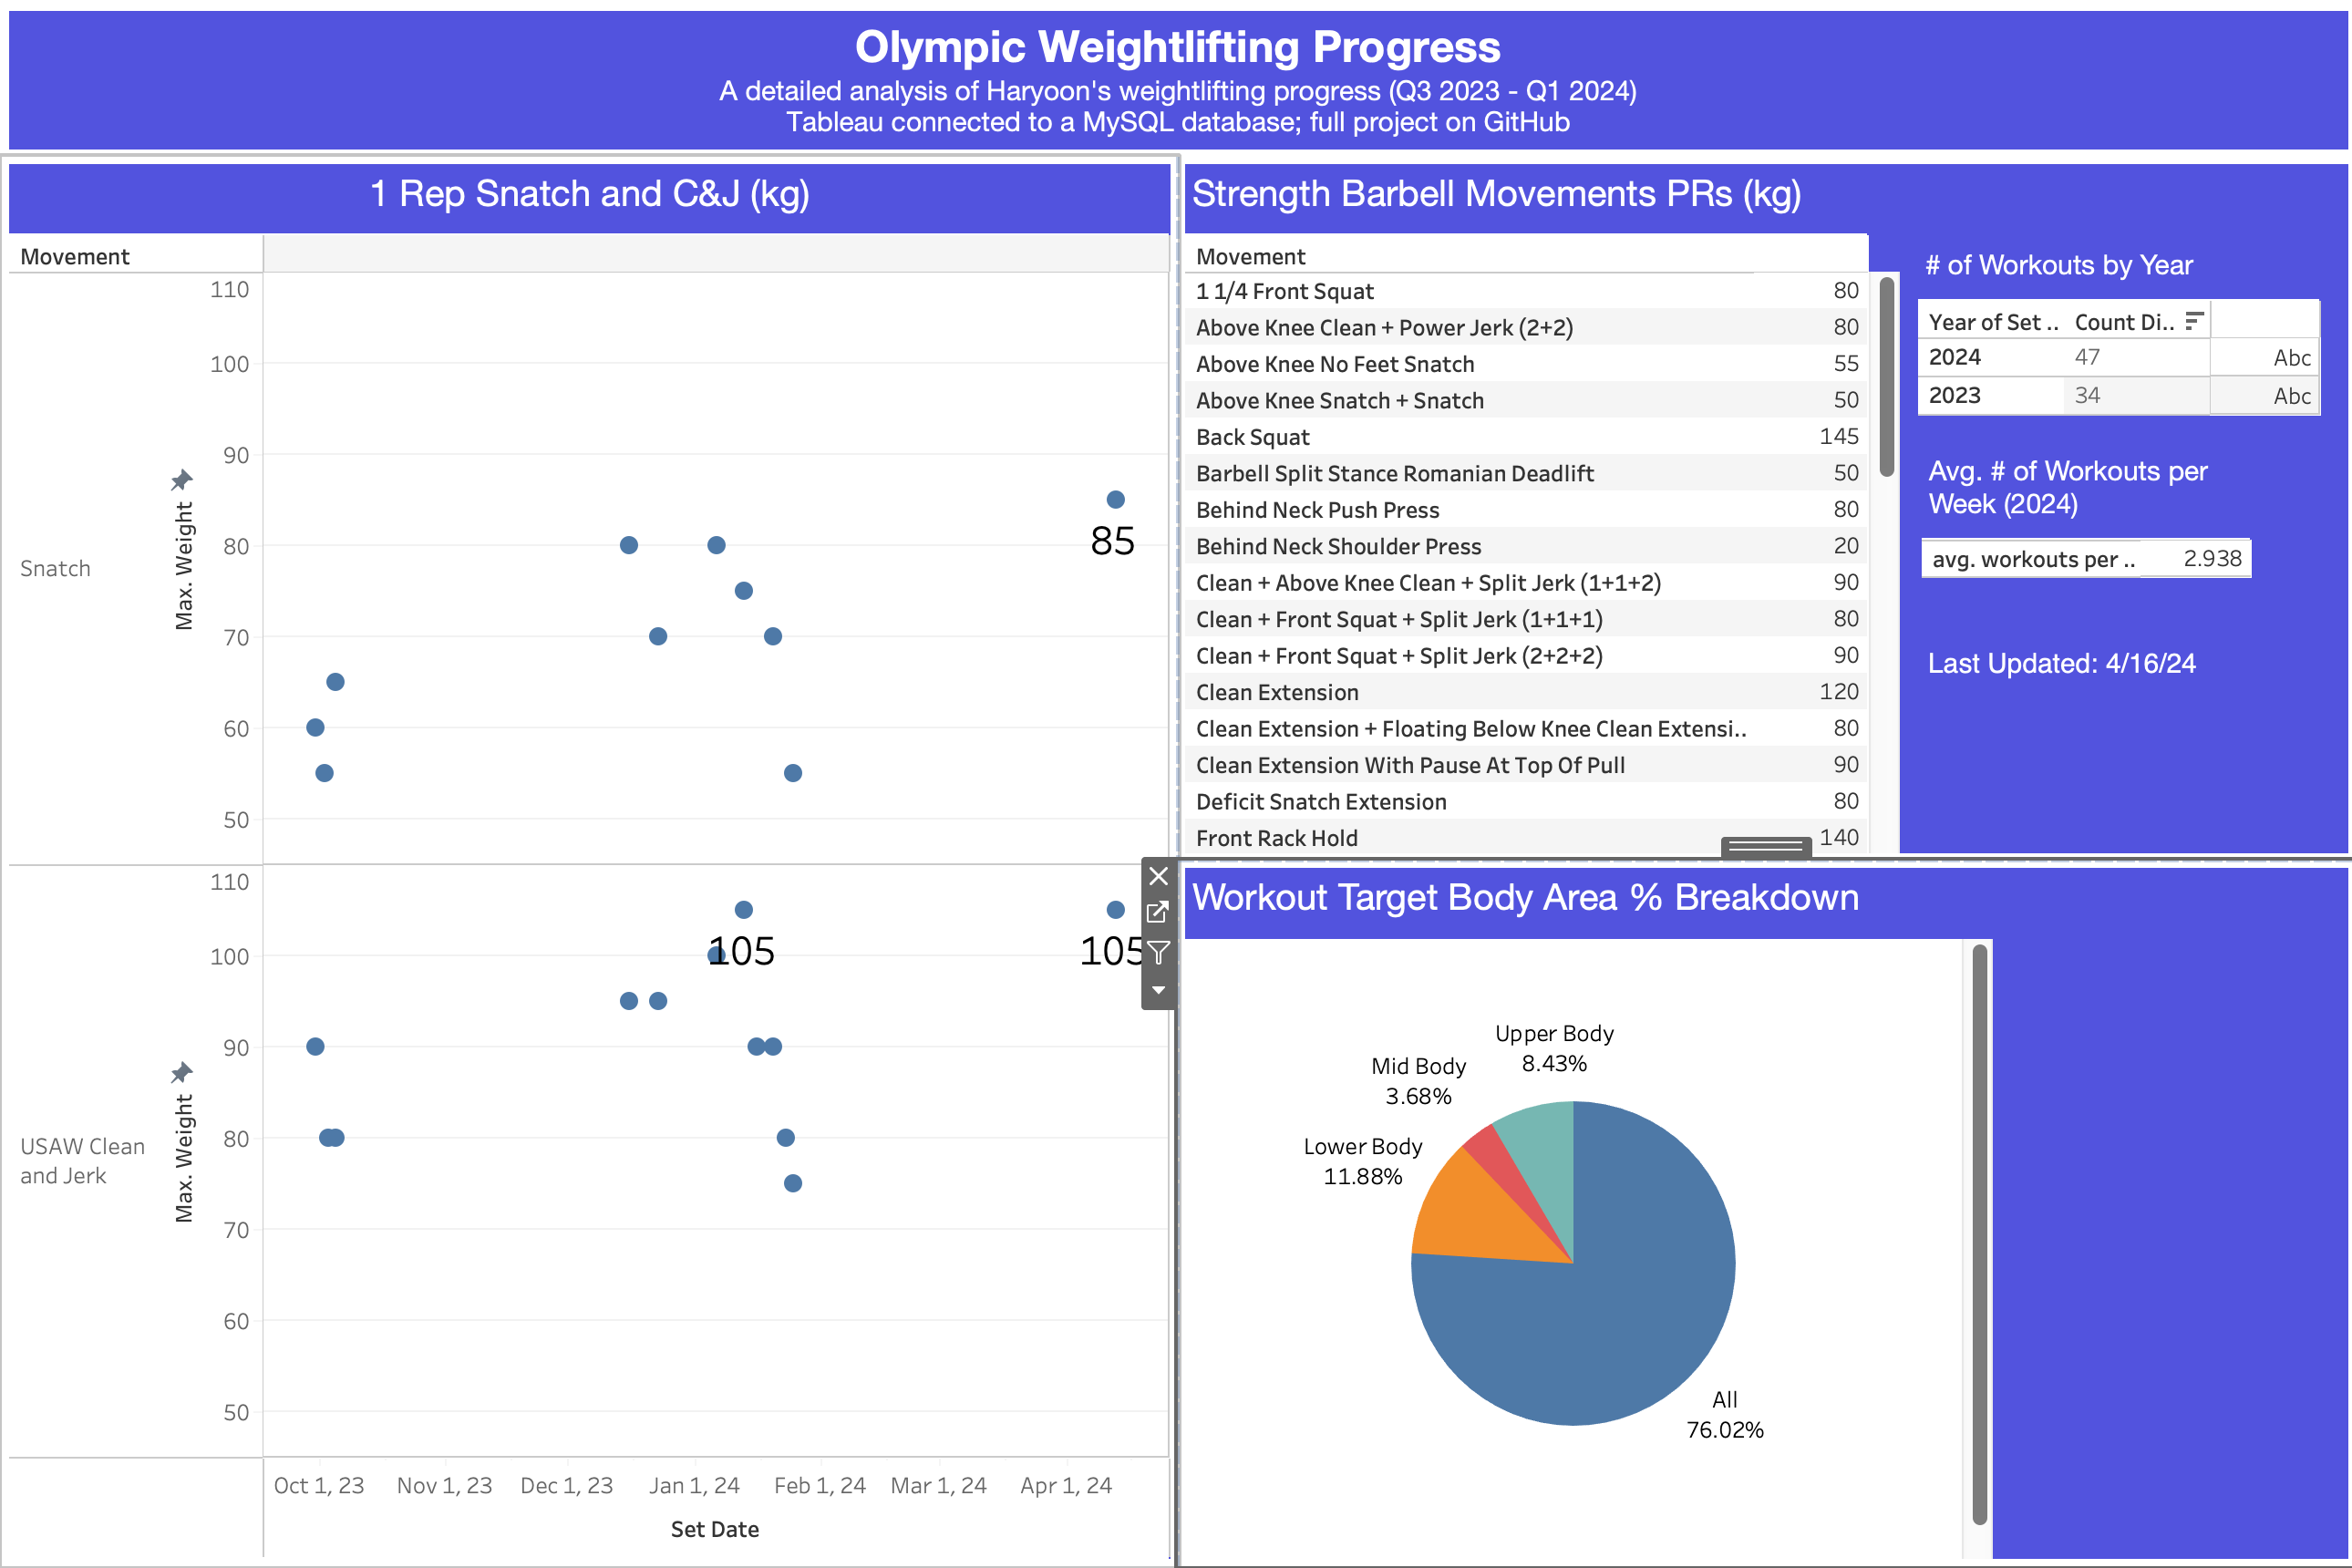 Olympic Weightlifting Progress
A detailed analysis of Haryoon's weightlifting progress (Q3 2023 - Q1 2024)
Tableau connected to a MySQL database; full project on GitHub
1 Rep Snatch and C&J (kg)
Movement
Snatch
Max. Weight
110
100
90
80
70
60
50
85
USAW Clean
and Jerk
Max. Weight
110
100
90
80
70
60
50
105
105
Oct 1, 23
Nov 1, 23
Dec 1, 23
Jan 1, 24
Feb 1, 24
Mar 1, 24
Apr 1, 24
Set Date
Strength Barbell Movements PRs (kg)
Movement
1 1/4 Front Squat 80
Above Knee Clean + Power Jerk (2+2) 80
Above Knee No Feet Snatch 55
Above Knee Snatch + Snatch 50
Back Squat 145
Barbell Split Stance Romanian Deadlift 50
Behind Neck Push Press 80
Behind Neck Shoulder Press 20
Clean + Above Knee Clean + Split Jerk (1+1+2) 90
Clean + Front Squat + Split Jerk (1+1+1) 80
Clean + Front Squat + Split Jerk (2+2+2) 90
Clean Extension 120
Clean Extension + Floating Below Knee Clean Extensi.. 80
Clean Extension With Pause At Top Of Pull 90
Deficit Snatch Extension 80
Front Rack Hold 140
# of Workouts by Year
Year of Set .. Count Di..
2024 47 Abc
2023 34 Abc
Avg. # of Workouts per
Week (2024)
avg. workouts per .. 2.938
Last Updated: 4/16/24
Workout Target Body Area % Breakdown
Upper Body
8.43%
Mid Body
3.68%
Lower Body
11.88%
All
76.02%